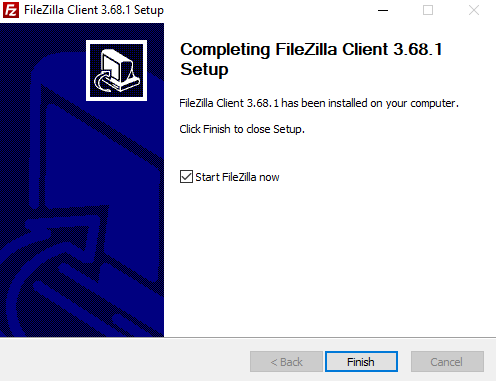 FileZilla Client 3.68.1 Setup
Completing FileZilla Client 3.68.1
Setup
FileZilla Client 3.68.1 has been installed on your computer.
Click Finish to close Setup.
Start FileZilla now
< Back
Finish
Cancel